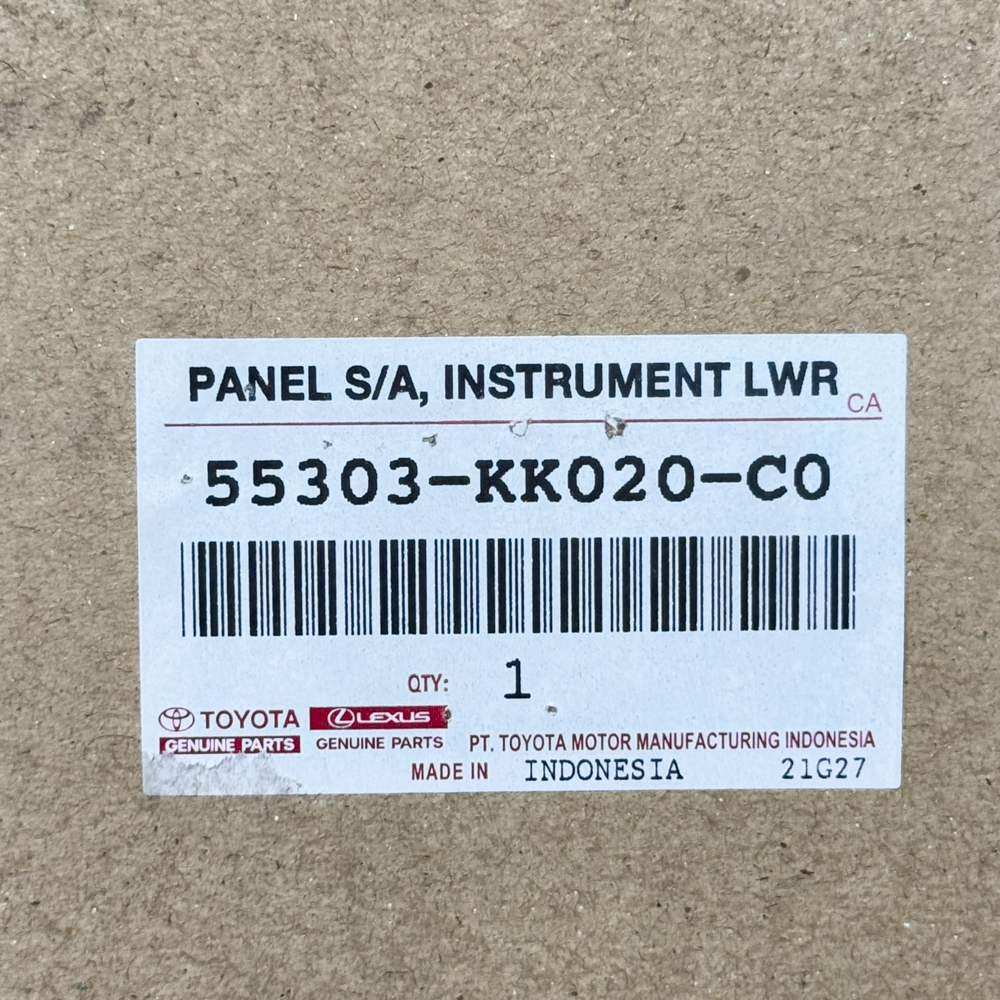 PANEL S/A, INSTRUMENT LWR CA
55303-KK020-C0
QTY: 1
TOYOTA LEXUS
GENUINE PARTS GENUINE PARTS PT. TOYOTA MOTOR MANUFACTURING INDONESIA
MADE IN INDONESIA 21G27